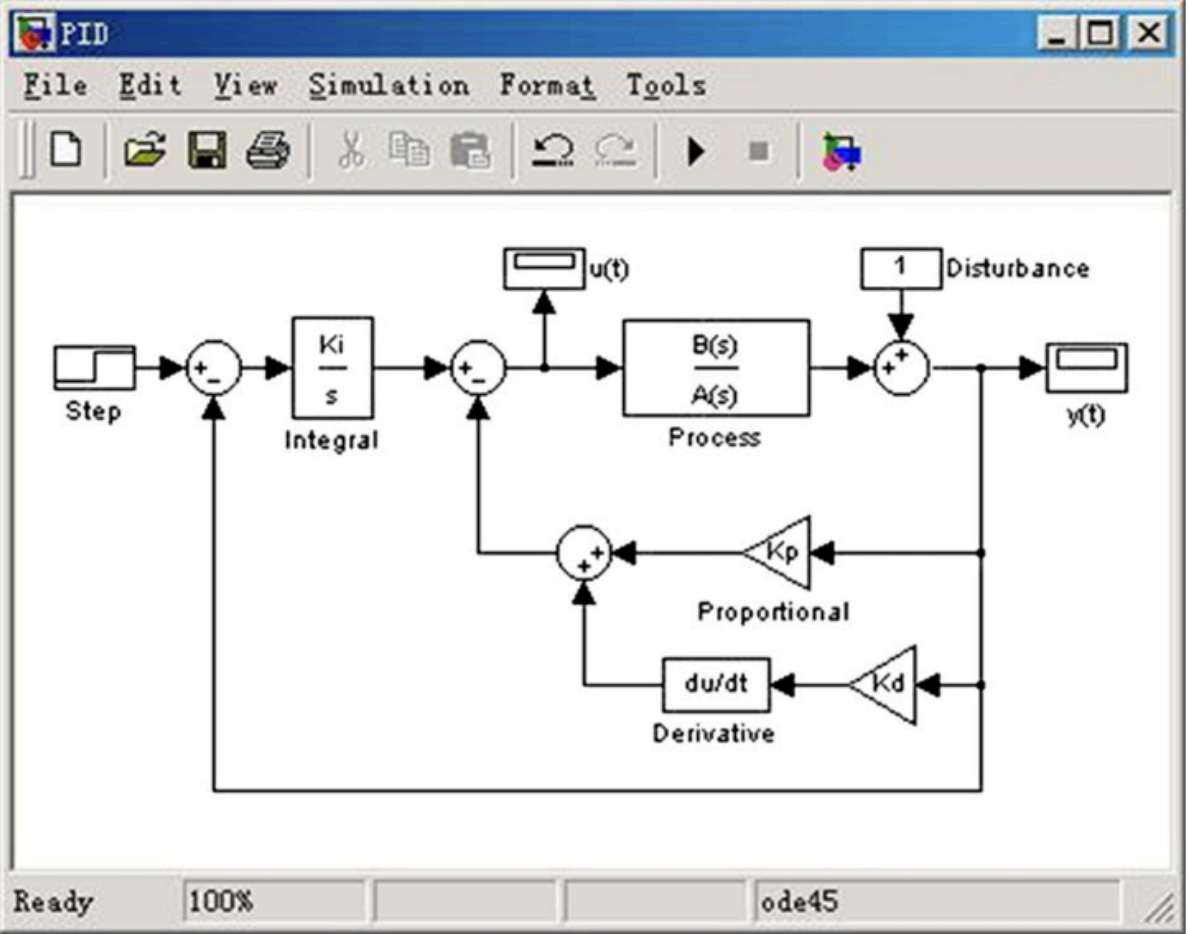 PID
File Edit View Simulation Format Tools
u(t)
1 Disturbance
Step
+ −
Ki
s
Integral
+ −
B(s)
A(s)
Process
+ +
y(t)
+ +
Kp
Proportional
du/dt
Derivative
Kd
Ready 100% ode45